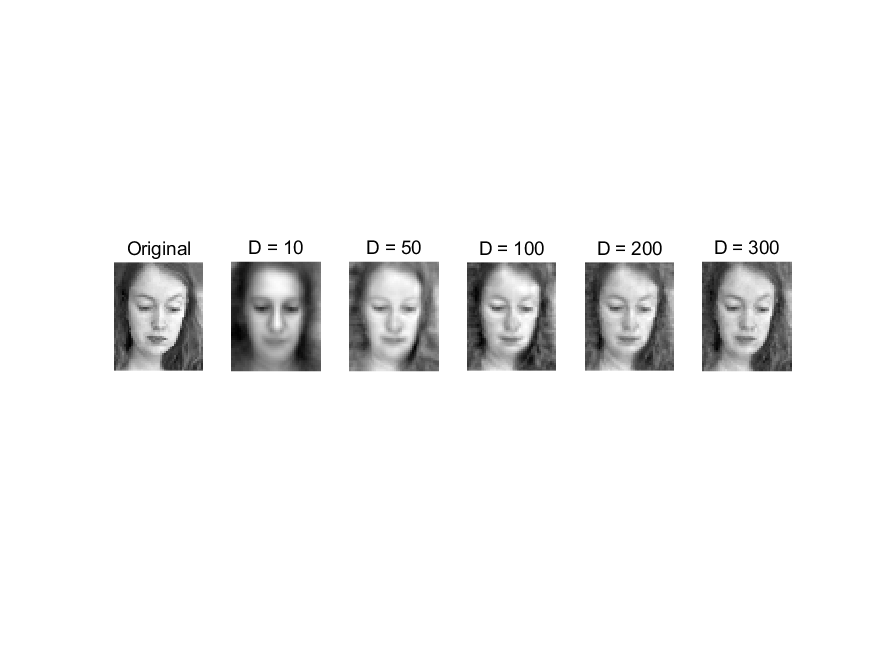 Original D = 10 D = 50 D = 100 D = 200 D = 300